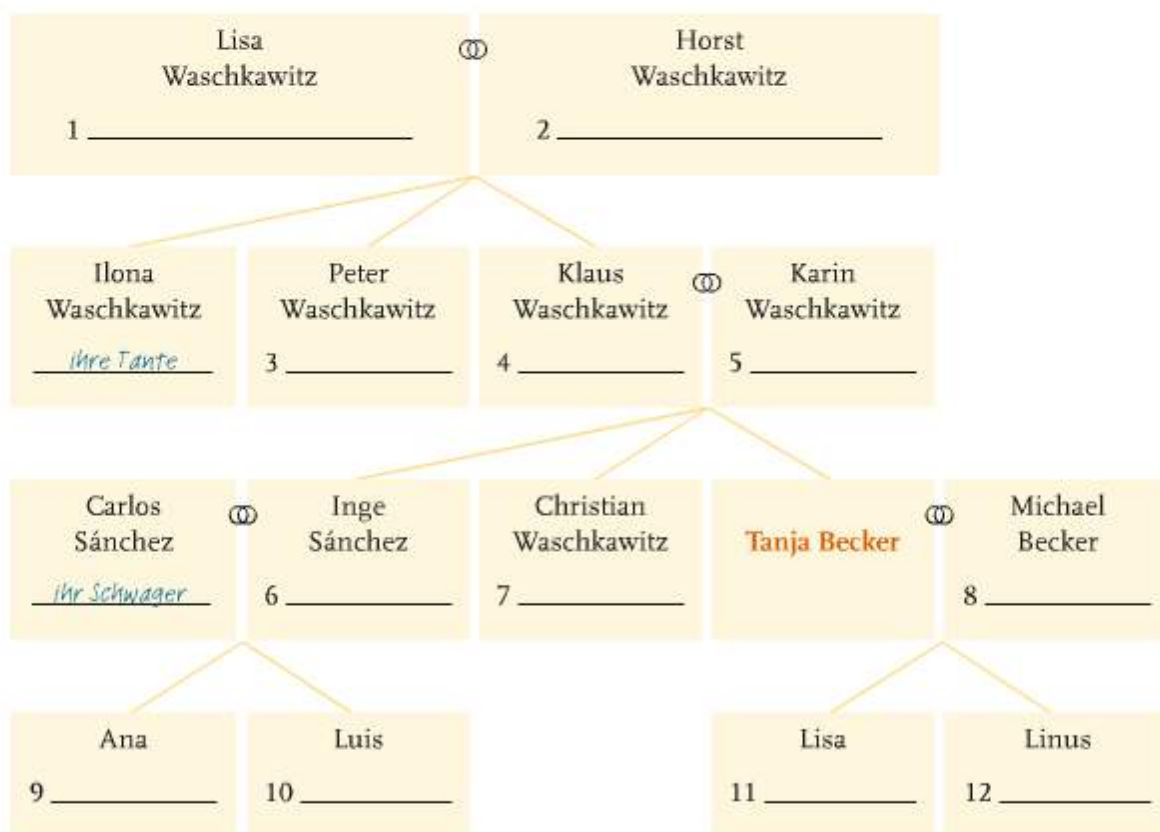 Lisa
Waschkawitz
1
Horst
Waschkawitz
2
Ilona
Waschkawitz
ihre Tante
Peter
Waschkawitz
3
Klaus
Waschkawitz
4
Karin
Waschkawitz
5
Carlos
Sánchez
ihr Schwager
Inge
Sánchez
6
Christian
Waschkawitz
7
Tanja Becker
Michael
Becker
8
Ana
9
Luis
10
Lisa
11
Linus
12